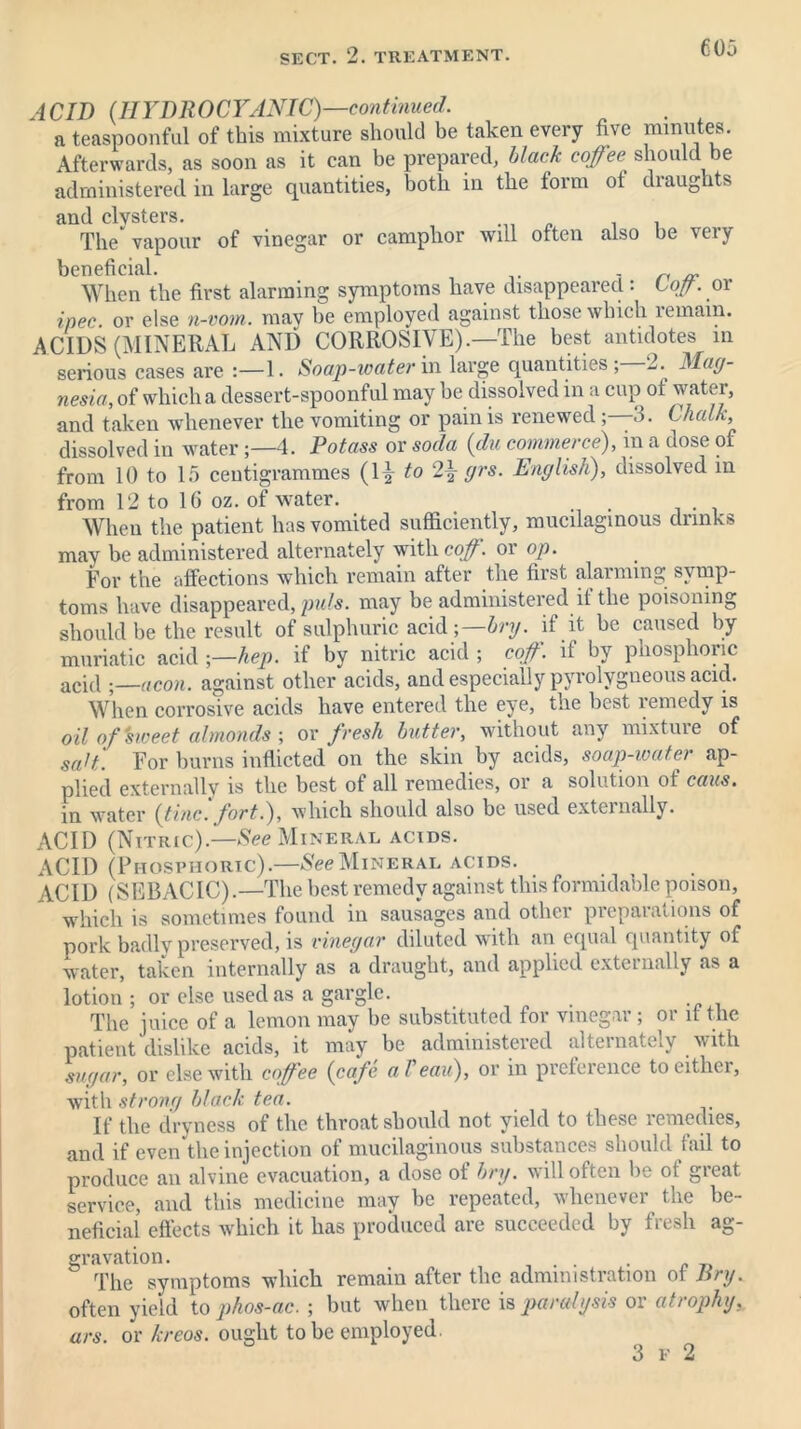 SECT. 2. TREATMENT.
605
ACID (HYDROCYANIC)—continued.
a teaspoonful of this mixture should be taken every five minutes.
Afterwards, as soon as it can be prepared, black coffee should be
administered in large quantities, both in the form of draughts
and clysters.
The vapour of vinegar or camphor will often also be very
beneficial.
When the first alarming symptoms have disappeared: Coff. or
ipec. or else n-vom. may be employed against those which remain.
ACIDS (MINERAL AND CORROSIVE).—The best antidotes in
serious cases are :—1. Soap-water in large quantities;—2. Mag-
nesia, of which a dessert-spoonful may be dissolved in a cup of water,
and taken whenever the vomiting or pain is renewed;—3. Chalk,
dissolved in water;—4. Potass or soda (du commerce), in a dose of
from 10 to 15 centigrammes (1½ to 2½ grs. English), dissolved in
from 12 to 16 oz. of water.
When the patient has vomited sufficiently, mucilaginous drinks
may be administered alternately with coff. or op.
For the affections which remain after the first alarming symp-
toms have disappeared, puls. may be administered if the poisoning
should be the result of sulphuric acid;—bry. if it be caused by
muriatic acid;—hep. if by nitric acid; coff. if by phosphoric
acid;—acon. against other acids, and especially pyrolygneous acid.
When corrosive acids have entered the eye, the best remedy is
oil of sweet almonds; or fresh butter, without any mixture of
salt. For burns inflicted on the skin by acids, soap-water ap-
plied externally is the best of all remedies, or a solution of caus.
in water (tinc. fort.), which should also be used externally.
ACID (NITRIC).—See MINERAL ACIDS.
ACID (PHOSPHORIC).—See MINERAL ACIDS.
ACID (SEBACIC).—The best remedy against this formidable poison,
which is sometimes found in sausages and other preparations of
pork badly preserved, is vinegar diluted with an equal quantity of
water, taken internally as a draught, and applied externally as a
lotion; or else used as a gargle.
The juice of a lemon may be substituted for vinegar; or if the
patient dislike acids, it may be administered alternately with
sugar, or else with coffee (café a l'eau), or in preference to either,
with strong black tea.
If the dryness of the throat should not yield to these remedies,
and if even the injection of mucilaginous substances should fail to
produce an alvine evacuation, a dose of bry. will often be of great
service, and this medicine may be repeated, whenever the be-
neficial effects which it has produced are succeeded by fresh ag-
gravation.
The symptoms which remain after the administration of Bry.
often yield to phos-ac.; but when there is paralysis or atrophy,
ars. or kreos. ought to be employed.
3 F 2